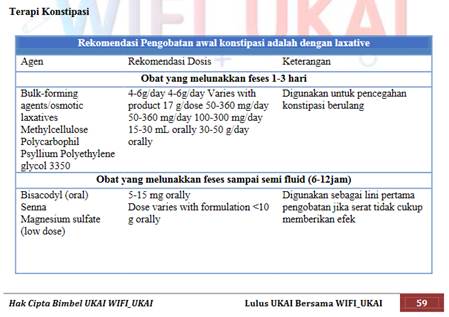 WIFI_UKAI
Terapi Konstipasi
Rekomendasi Pengobatan awal konstipasi adalah dengan laxative
Agen Rekomendasi Dosis Keterangan
Obat yang melunakkan feses 1-3 hari
Bulk-forming 4-6g/day 4-6g/day Varies with Digunakan untuk pencegahan
agents/osmotic product 17 g/dose 50-360 mg/day konstipasi berulang
laxatives 50-360 mg/day 100-300 mg/day
Methylcellulose 15-30 mL orally 30-50 g/day
Polycarbophil orally
Psyllium Polyethylene
glycol 3350
Obat yang melunakkan feses sampai semi fluid (6-12jam)
Bisacodyl (oral) 5-15 mg orally Digunakan sebagai lini pertama
Senna Dose varies with formulation <10 pengobatan jika serat tidak cukup
Magnesium sulfate g orally memberikan efek
(low dose)
Hak Cipta Bimbel UKAI WIFI_UKAI Lulus UKAI Bersama WIFI_UKAI 59